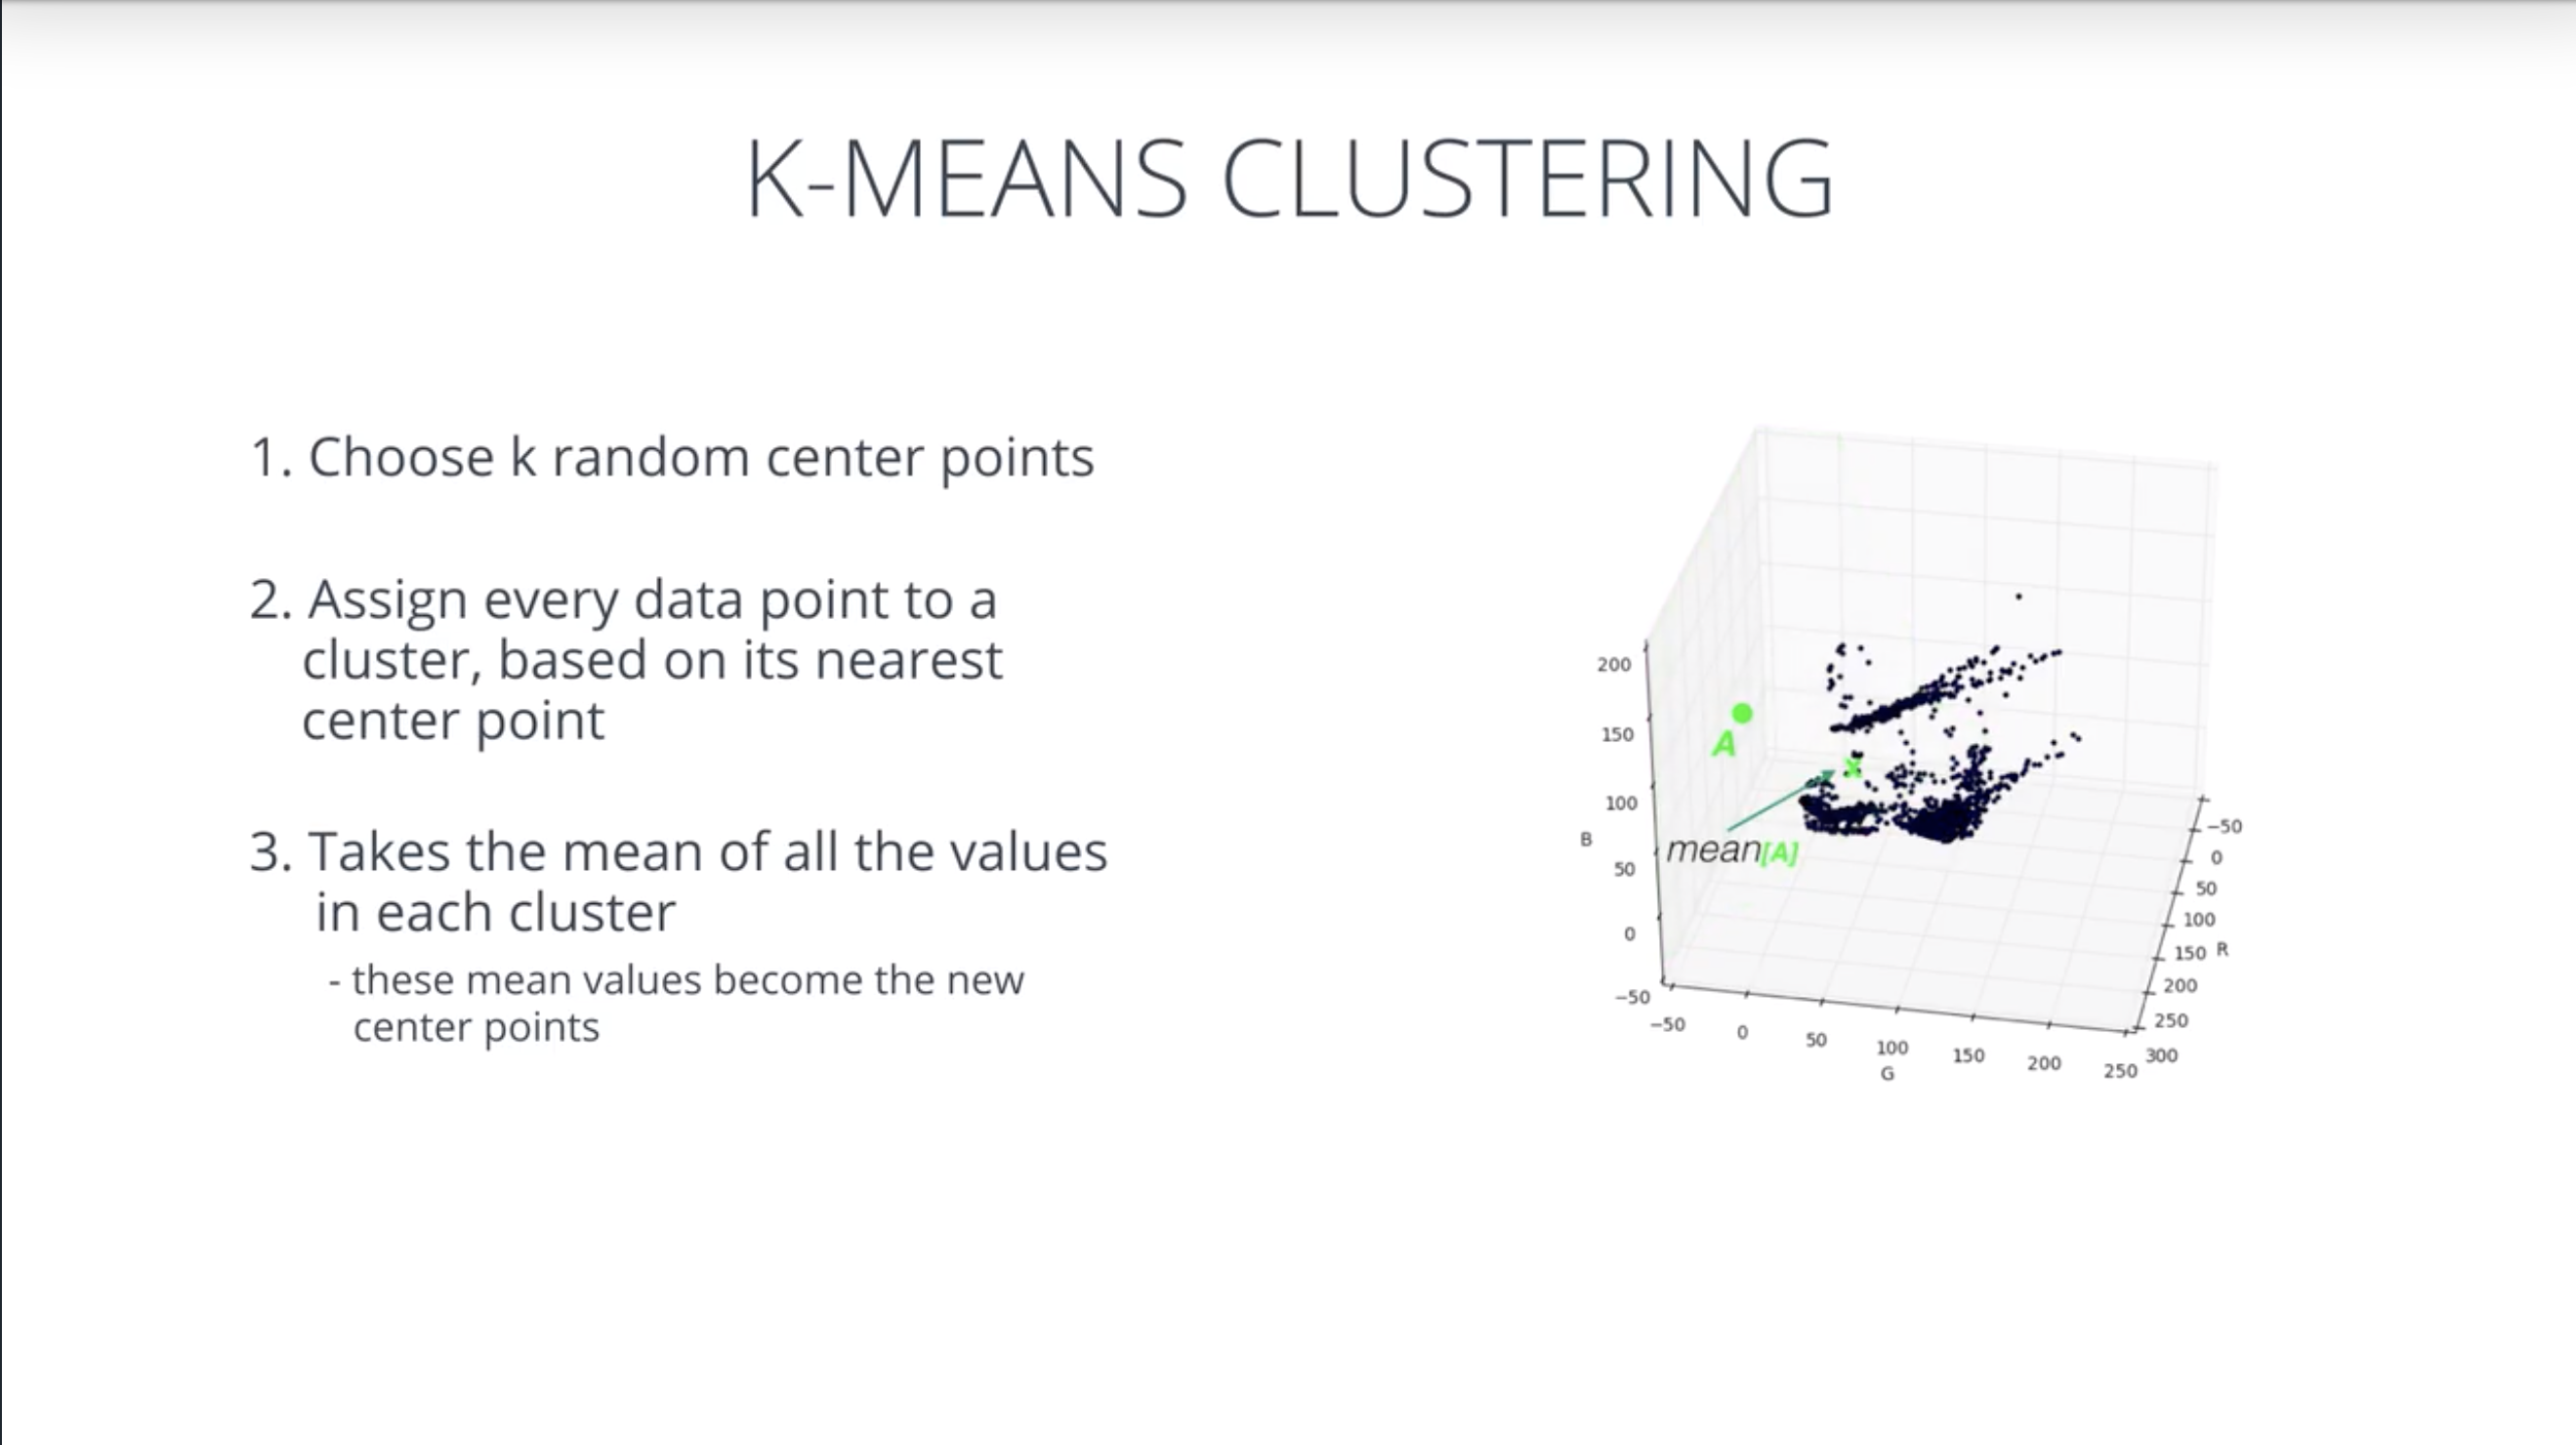 K-MEANS CLUSTERING
1. Choose k random center points
2. Assign every data point to a
cluster, based on its nearest
center point
3. Takes the mean of all the values
in each cluster
- these mean values become the new
center points
A
x
mean[A]
200
150
100
B
50
0
−50
−50
0
50
100
150
200
250
G
−50
0
50
100
150 R
200
250
300